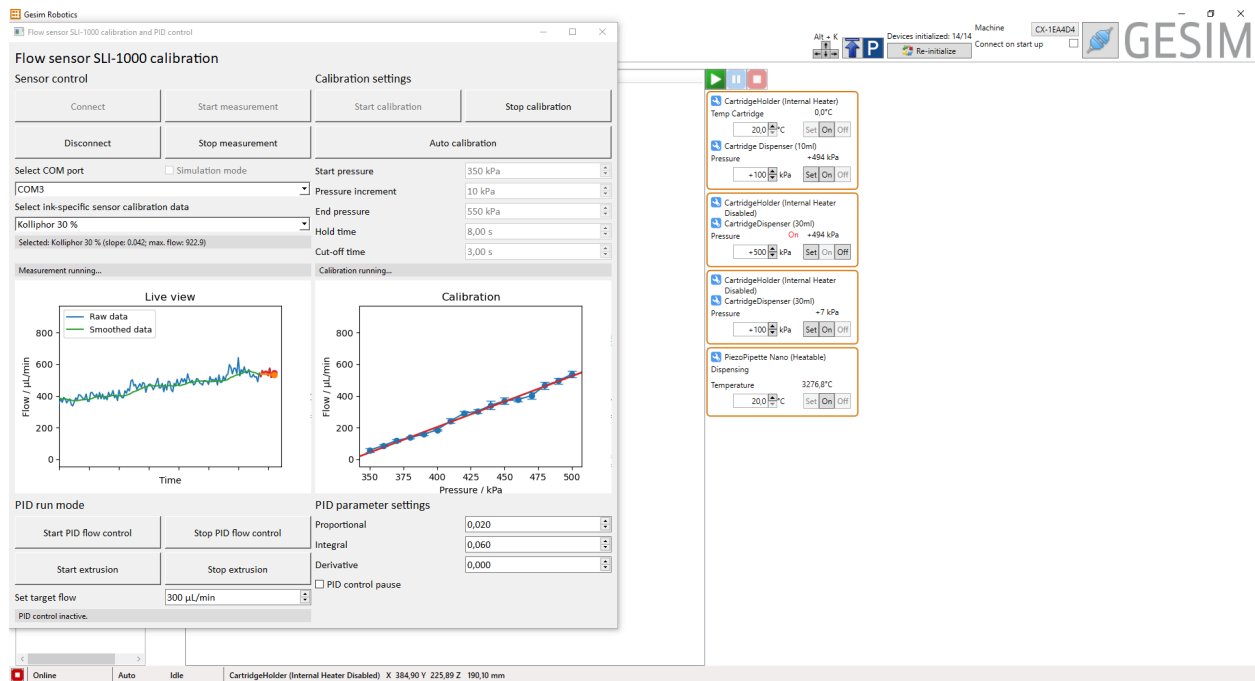 Gesim Robotics
Flow sensor SLI-1000 calibration and PID control
Flow sensor SLI-1000 calibration
Sensor control
Connect
Start measurement
Disconnect
Stop measurement
Select COM port
Simulation mode
COM3
Select ink-specific sensor calibration data
Kolliphor 30 %
Selected: Kolliphor 30 % (slope: 0.042; max. flow: 922.9)
Measurement running...
Calibration settings
Start calibration
Stop calibration
Auto calibration
Start pressure
350 kPa
Pressure increment
10 kPa
End pressure
550 kPa
Hold time
8,00 s
Cut-off time
3,00 s
Calibration running...
Live view
Raw data
Smoothed data
800
600
400
200
0
Flow / µL/min
Time
Calibration
800
600
400
200
0
Flow / µL/min
350 375 400 425 450 475 500
Pressure / kPa
PID run mode
Start PID flow control
Stop PID flow control
Start extrusion
Stop extrusion
Set target flow
300 µL/min
PID control inactive.
PID parameter settings
Proportional
0,020
Integral
0,060
Derivative
0,000
PID control pause
Alt + K
P
Devices initialized: 14/14
Re-initialize
Machine
CX-1EA4D4
Connect on start up
GESIM
CartridgeHolder (Internal Heater)
Temp Cartridge 0,0°C
20,0 °C Set On Off
Cartridge Dispenser (10ml)
Pressure +494 kPa
+100 kPa Set On Off
CartridgeHolder (Internal Heater
Disabled)
CartridgeDispenser (30ml)
Pressure On +494 kPa
+500 kPa Set On Off
CartridgeHolder (Internal Heater
Disabled)
CartridgeDispenser (30ml)
Pressure +7 kPa
+100 kPa Set On Off
PiezoPipette Nano (Heatable)
Dispensing
Temperature 3276,8°C
20,0 °C Set On Off
Online Auto Idle CartridgeHolder (Internal Heater Disabled) X 384,90 Y 225,89 Z 190,10 mm